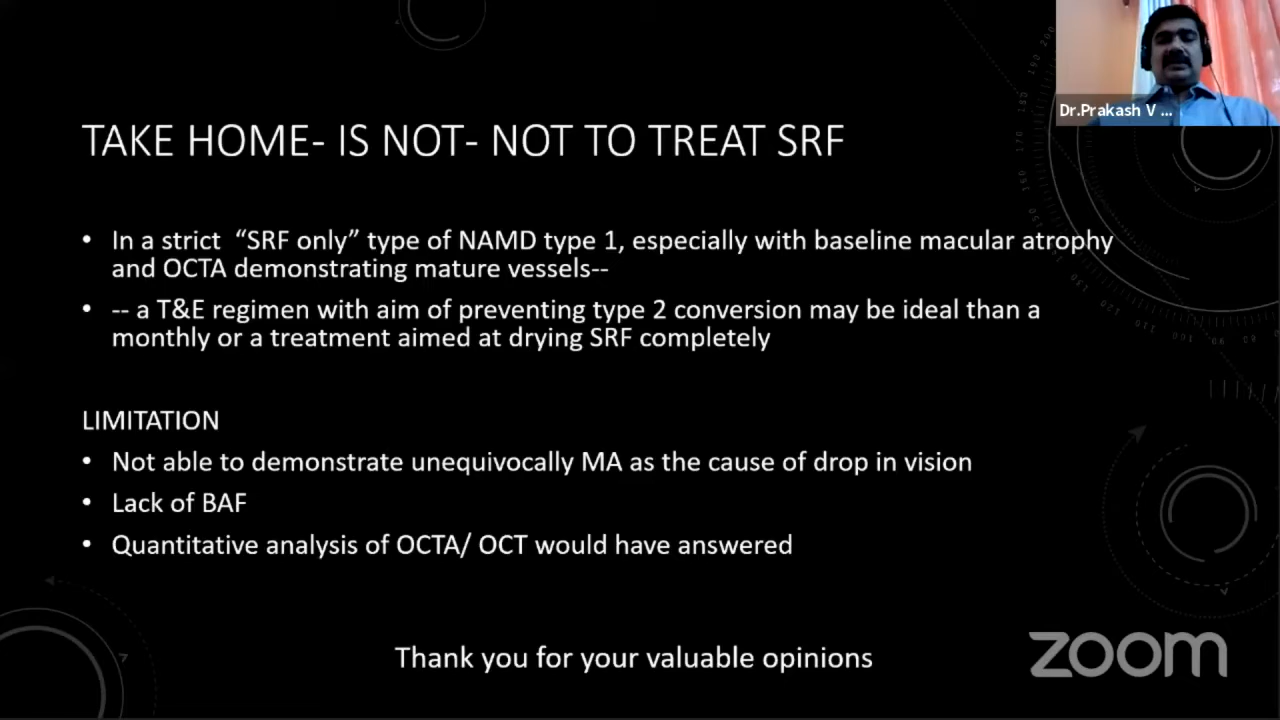 Dr.Prakash V ...
TAKE HOME- IS NOT- NOT TO TREAT SRF
• In a strict “SRF only” type of NAMD type 1, especially with baseline macular atrophy
and OCTA demonstrating mature vessels--
• -- a T&E regimen with aim of preventing type 2 conversion may be ideal than a
monthly or a treatment aimed at drying SRF completely
LIMITATION
• Not able to demonstrate unequivocally MA as the cause of drop in vision
• Lack of BAF
• Quantitative analysis of OCTA/ OCT would have answered
Thank you for your valuable opinions
zoom